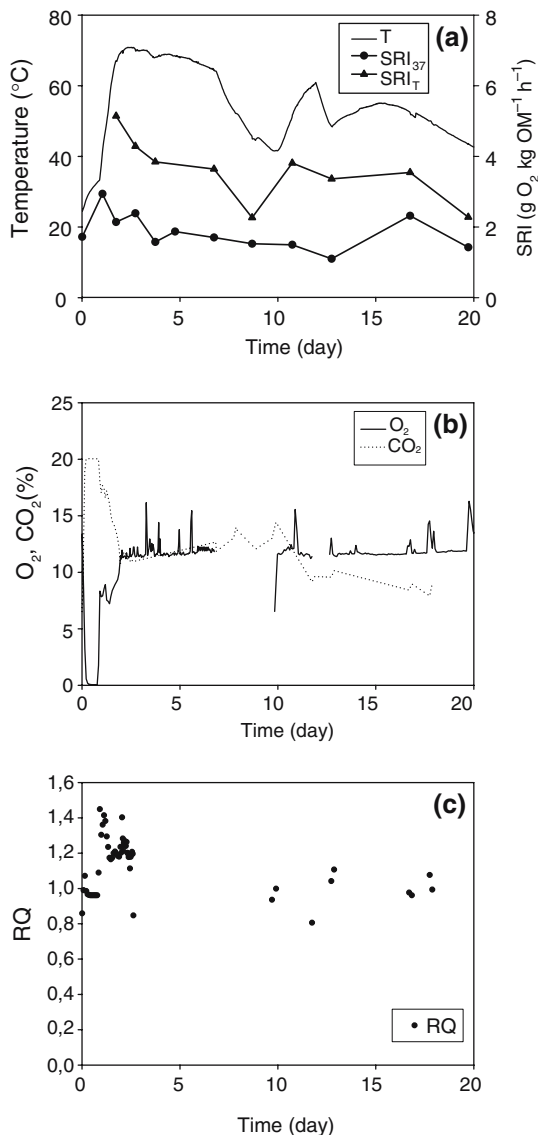 80
60
40
20
0
Temperature (°C)
(a)
T
SRI37
SRIT
8
6
4
2
0
SRI (g O2 kg OM−1 h−1)
0 5 10 15 20
Time (day)
25
20
15
10
5
0
O2, CO2(%)
(b)
O2
CO2
0 5 10 15 20
Time (day)
1,6
1,4
1,2
1,0
0,8
0,6
0,4
0,2
0,0
RQ
(c)
RQ
0 5 10 15 20
Time (day)